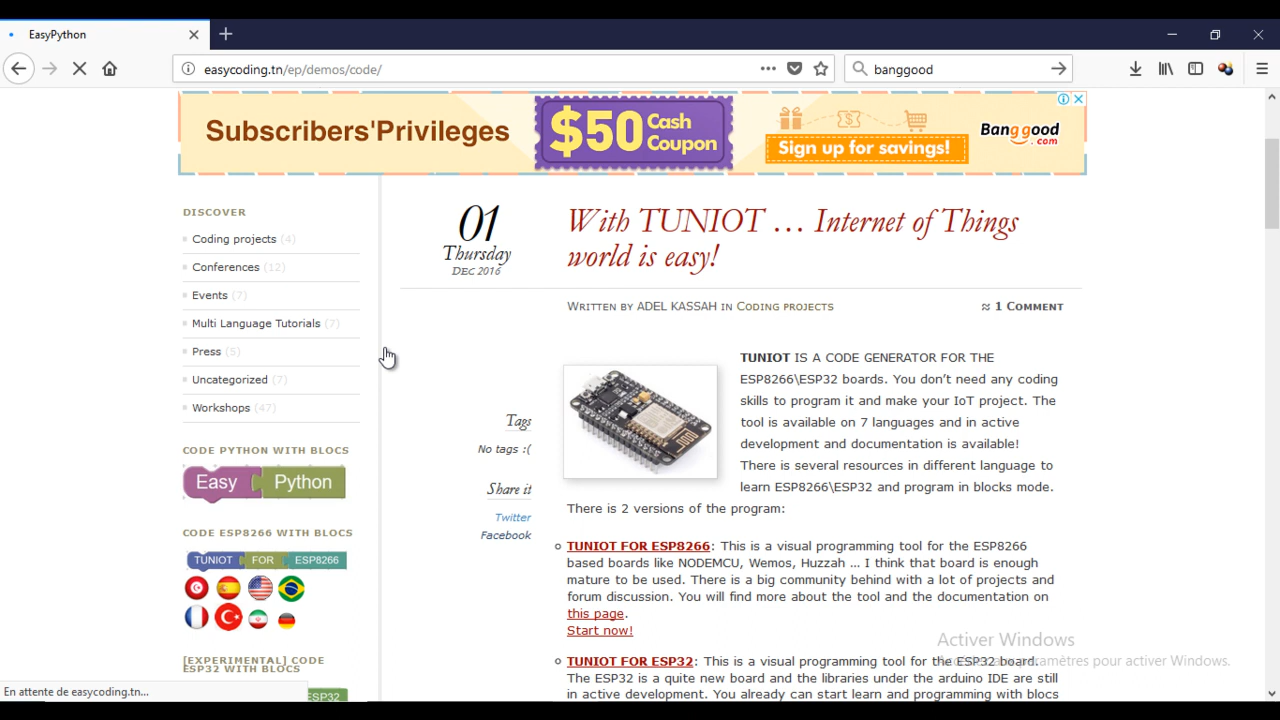 EasyPython
easycoding.tn/ep/demos/code/
banggood
Subscribers'Privileges
$50 Cash Coupon
Sign up for savings!
Banggood
.com
DISCOVER
Coding projects (4)
Conferences (12)
Events (7)
Multi Language Tutorials (7)
Press (5)
Uncategorized (7)
Workshops (47)
CODE PYTHON WITH BLOCS
Easy Python
CODE ESP8266 WITH BLOCS
TUNIOT FOR ESP8266
[EXPERIMENTAL] CODE
ESP32 WITH BLOCS
ESP32
01
Thursday
DEC 2016
With TUNIOT … Internet of Things
world is easy!
WRITTEN BY ADEL KASSAH IN CODING PROJECTS
≈ 1 COMMENT
Tags
No tags :(
Share it
Twitter
Facebook
TUNIOT IS A CODE GENERATOR FOR THE
ESP8266\ESP32 boards. You don't need any coding
skills to program it and make your IoT project. The
tool is available on 7 languages and in active
development and documentation is available!
There is several resources in different language to
learn ESP8266\ESP32 and program in blocks mode.
There is 2 versions of the program:
TUNIOT FOR ESP8266: This is a visual programming tool for the ESP8266
based boards like NODEMCU, Wemos, Huzzah … I think that board is enough
mature to be used. There is a big community behind with a lot of projects and
forum discussion. You will find more about the tool and the documentation on
this page.
Start now!
TUNIOT FOR ESP32: This is a visual programming tool for the ESP32 board.
The ESP32 is a quite new board and the libraries under the arduino IDE are still
in active development. You already can start learn and programming with blocs
Activer Windows
paramètres pour activer Windows.
En attente de easycoding.tn...